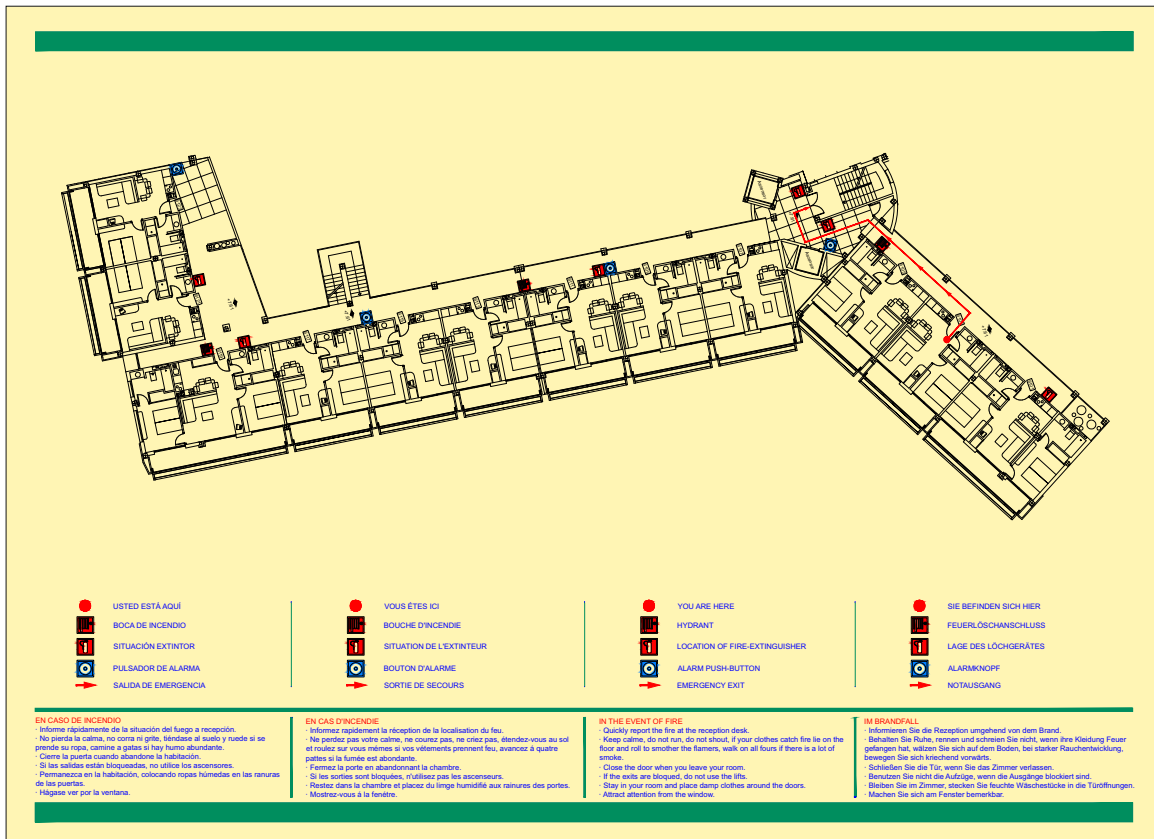 USTED ESTÁ AQUÍ
BOCA DE INCENDIO
SITUACIÓN EXTINTOR
PULSADOR DE ALARMA
SALIDA DE EMERGENCIA
VOUS ÊTES ICI
BOUCHE D'INCENDIE
SITUATION DE L'EXTINTEUR
BOUTON D'ALARME
SORTIE DE SECOURS
YOU ARE HERE
HYDRANT
LOCATION OF FIRE-EXTINGUISHER
ALARM PUSH-BUTTON
EMERGENCY EXIT
SIE BEFINDEN SICH HIER
FEUERLÖSCHANSCHLUSS
LAGE DES LÖCHGERÄTES
ALARMKNOPF
NOTAUSGANG
EN CASO DE INCENDIO
· Informe rápidamente de la situación del fuego a recepción.
· No pierda la calma, no corra ni grite, tiéndase al suelo y ruede si se
prende su ropa, camine a gatas si hay humo abundante.
· Cierre la puerta cuando abandone la habitación.
· Si las salidas están bloqueadas, no utilice los ascensores.
· Permanezca en la habitación, colocando ropas húmedas en las ranuras
de las puertas.
· Hágase ver por la ventana.
EN CAS D'INCENDIE
· Informez rapidement la réception de la localisation du feu.
· Ne perdez pas votre calme, ne courez pas, ne criez pas, étendez-vous au sol
et roulez sur vous mémes si vos vétements prennent feu, avancez á quatre
pattes si la fumée est abondante.
· Fermez la porte en abandonnant la chambre.
· Si les sorties sont bloquées, n'utilisez pas les ascenseurs.
· Restez dans la chambre et placez du limge humidifié aux rainures des portes.
· Mostrez-vous à la fenétre.
IN THE EVENT OF FIRE
· Quickly report the fire at the reception desk.
· Keep calme, do not run, do not shout, if your clothes catch fire lie on the
floor and roll to smother the flamers, walk on all fours if there is a lot of
smoke.
· Close the door when you leave your room.
· If the exits are bloqued, do not use the lifts.
· Stay in your room and place damp clothes around the doors.
· Attract attention from the window.
IM BRANDFALL
· Informieren Sie die Rezeption umgehend von dem Brand.
· Behalten Sie Ruhe, rennen und schreien Sie nicht, wenn ihre Kleidung Feuer
gefangen hat, wälzen Sie sich auf dem Boden, bei starker Rauchentwicklung,
bewegen Sie sich kriechend vorwärts.
· Schließen Sie die Tür, wenn Sie das Zimmer verlassen.
· Benutzen Sie nicht die Aufzüge, wenn die Ausgänge blockiert sind.
· Bleiben Sie im Zimmer, stecken Sie feuchte Wäschestücke in die Türöffnungen.
· Machen Sie sich am Fenster bemerkbar.